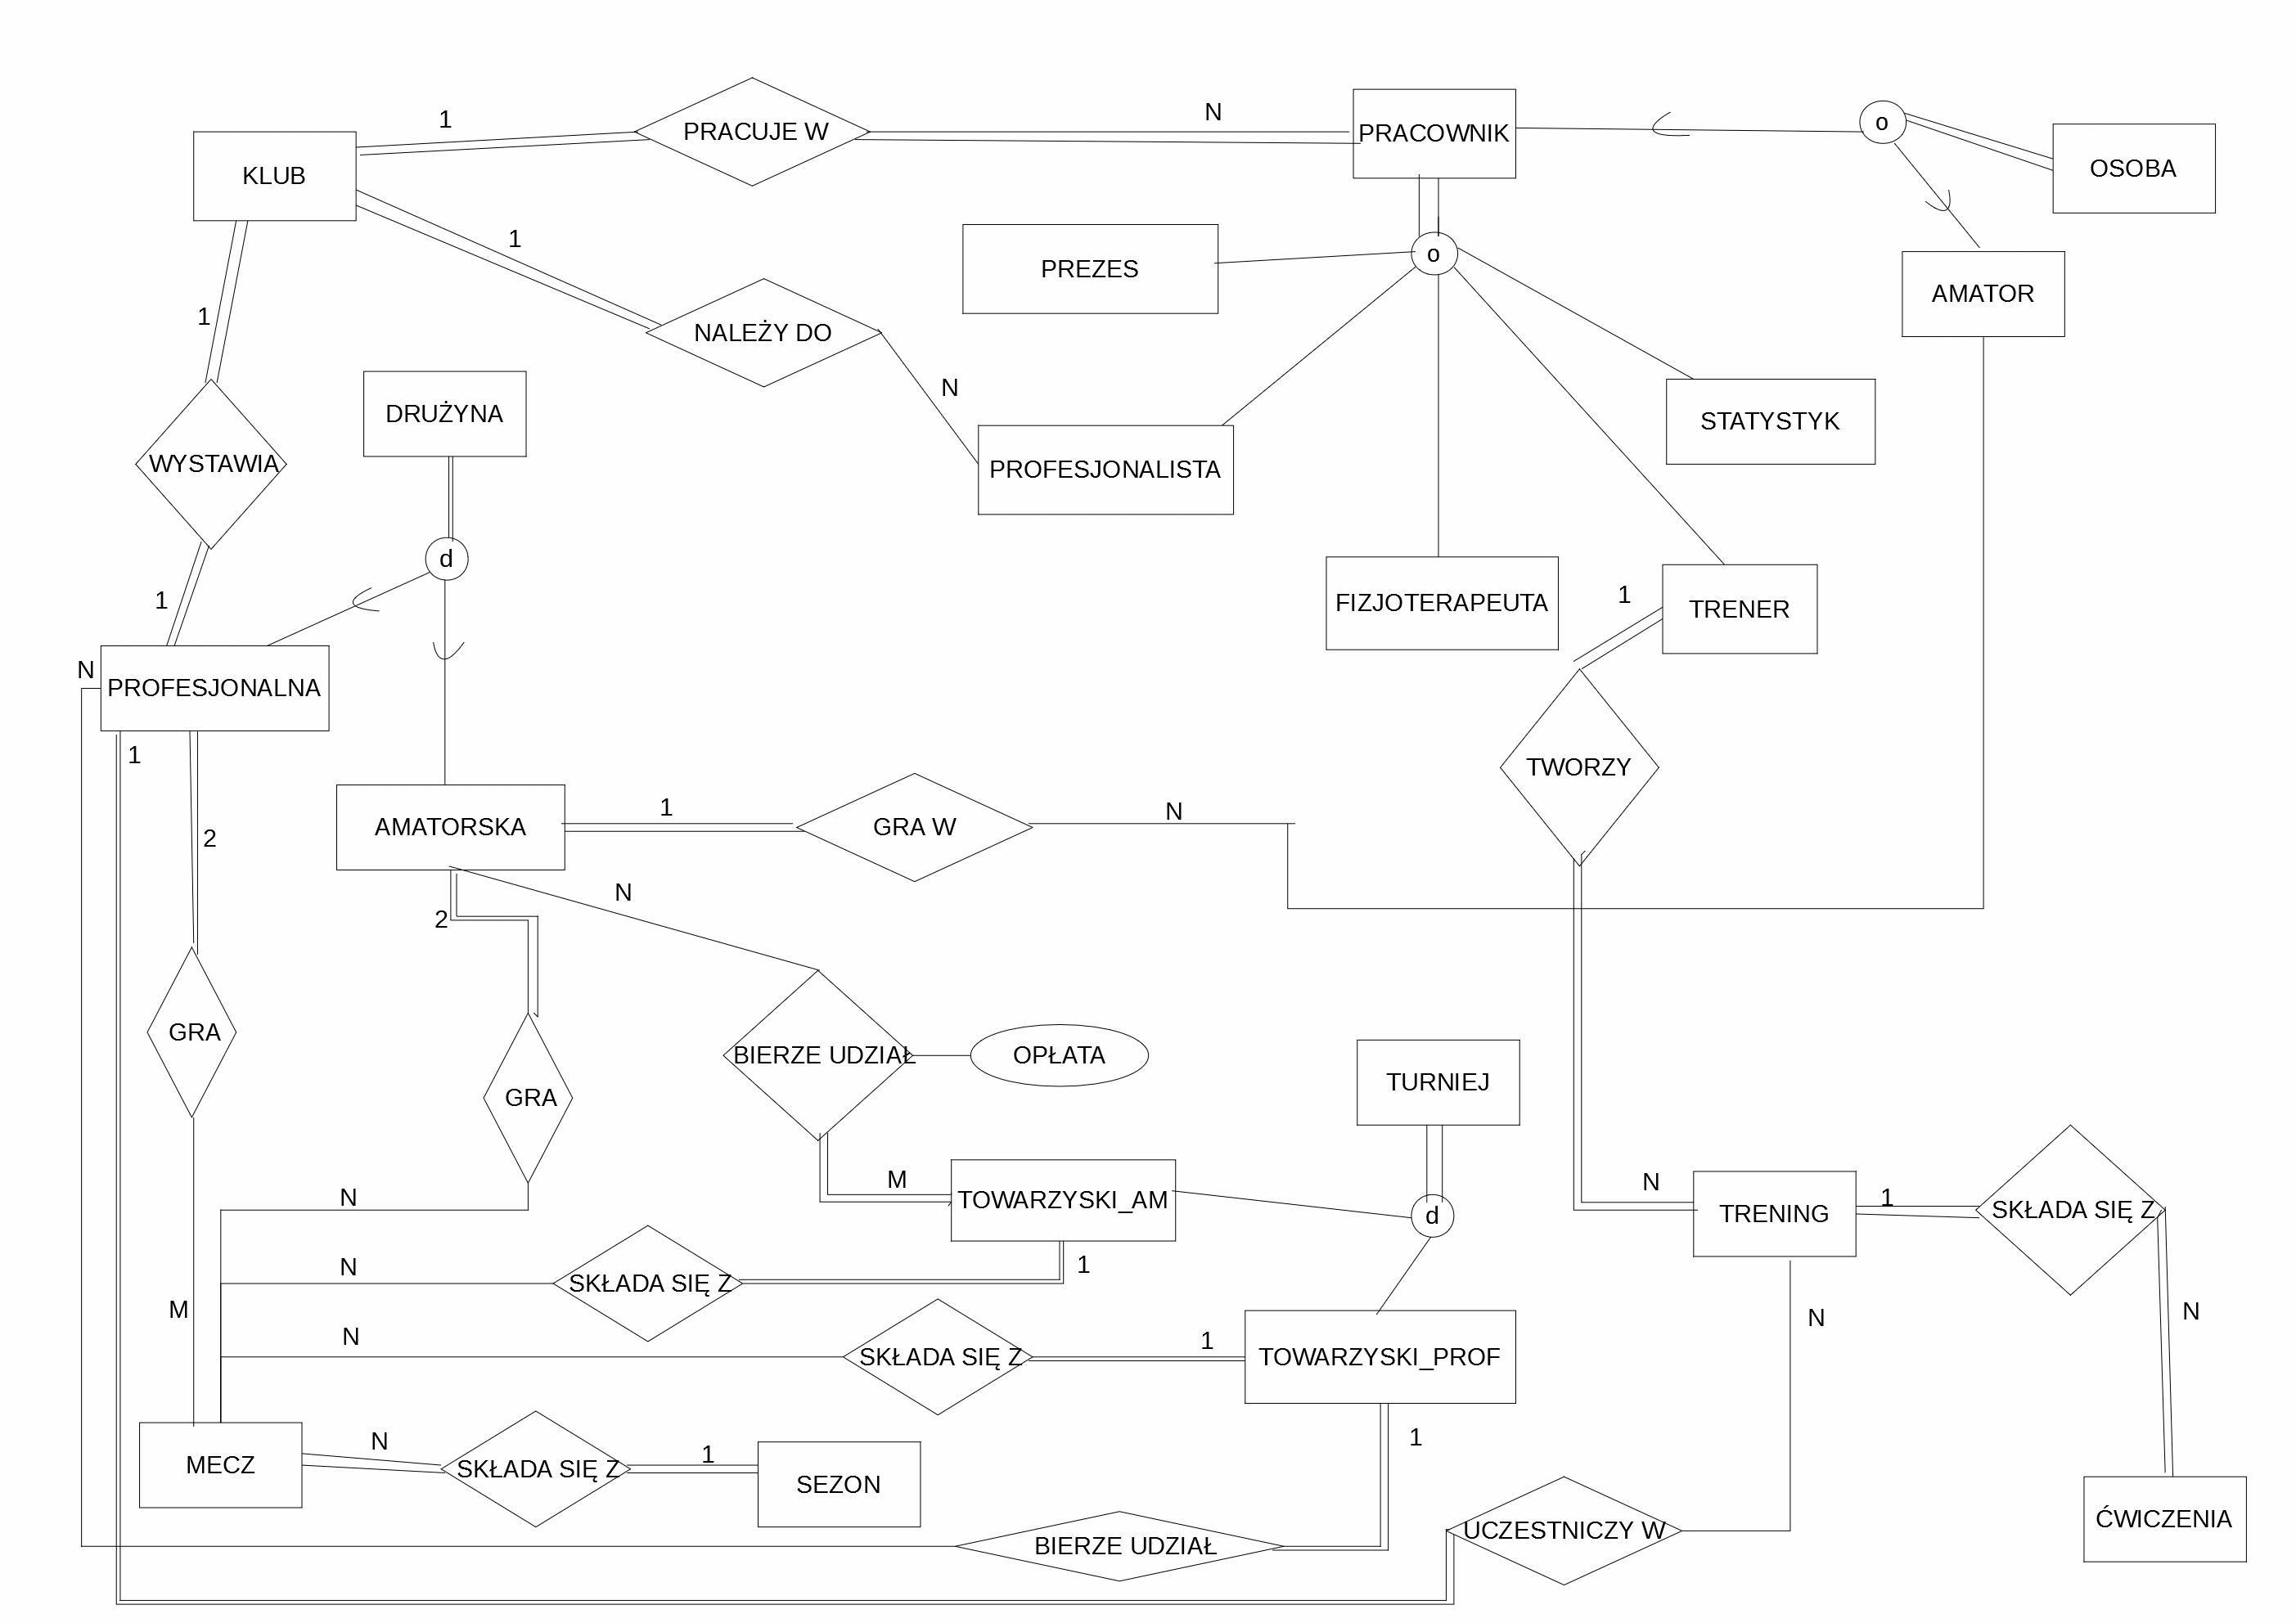 1
PRACUJE W
N
PRACOWNIK
o
OSOBA
KLUB
1
PREZES
o
AMATOR
1
NALEŻY DO
N
DRUŻYNA
STATYSTYK
WYSTAWIA
PROFESJONALISTA
d
1
FIZJOTERAPEUTA
1
TRENER
N
PROFESJONALNA
1
TWORZY
2
AMATORSKA
1
GRA W
N
2
N
GRA
GRA
BIERZE UDZIAŁ
OPŁATA
TURNIEJ
N
M
TOWARZYSKI_AM
d
N
TRENING
1
SKŁADA SIĘ Z
N
SKŁADA SIĘ Z
1
M
N
N
N
SKŁADA SIĘ Z
1
TOWARZYSKI_PROF
MECZ
N
SKŁADA SIĘ Z
1
SEZON
1
BIERZE UDZIAŁ
UCZESTNICZY W
ĆWICZENIA